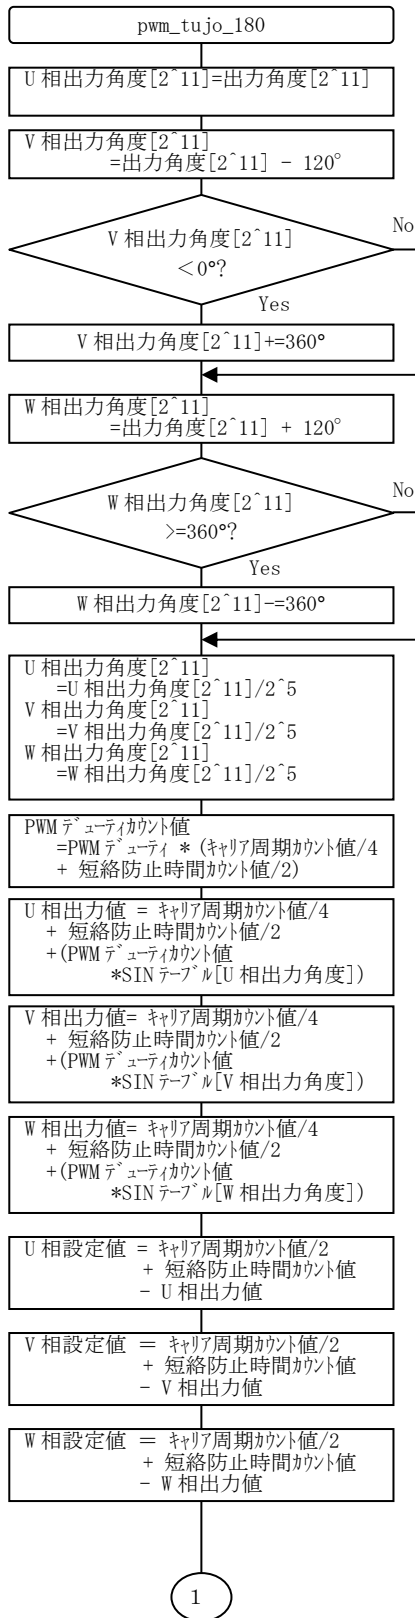 pwm_tujo_180
U 相出力角度[2^11]=出力角度[2^11]
V 相出力角度[2^11]
=出力角度[2^11] - 120°
V 相出力角度[2^11]
＜0°?
No
Yes
V 相出力角度[2^11]+=360°
W 相出力角度[2^11]
=出力角度[2^11] + 120°
W 相出力角度[2^11]
>=360°?
No
Yes
W 相出力角度[2^11]-=360°
U 相出力角度[2^11]
=U 相出力角度[2^11]/2^5
V 相出力角度[2^11]
=V 相出力角度[2^11]/2^5
W 相出力角度[2^11]
=W 相出力角度[2^11]/2^5
PWM ﾃﾞｭｰﾃｨカウント値
=PWM ﾃﾞｭｰﾃｨ * (ｷｬﾘｱ周期ｶｳﾝﾄ値/4
+ 短絡防止時間ｶｳﾝﾄ値/2)
U 相出力値 = ｷｬﾘｱ周期ｶｳﾝﾄ値/4
+ 短絡防止時間ｶｳﾝﾄ値/2
+(PWM ﾃﾞｭｰﾃｨｶｳﾝﾄ値
*SIN ﾃｰﾌﾞﾙ[U 相出力角度])
V 相出力値= ｷｬﾘｱ周期ｶｳﾝﾄ値/4
+ 短絡防止時間ｶｳﾝﾄ値/2
+(PWM ﾃﾞｭｰﾃｨｶｳﾝﾄ値
*SIN ﾃｰﾌﾞﾙ[V 相出力角度])
W 相出力値= ｷｬﾘｱ周期ｶｳﾝﾄ値/4
+ 短絡防止時間ｶｳﾝﾄ値/2
+(PWM ﾃﾞｭｰﾃｨｶｳﾝﾄ値
*SIN ﾃｰﾌﾞﾙ[W 相出力角度])
U 相設定値 = ｷｬﾘｱ周期ｶｳﾝﾄ値/2
+ 短絡防止時間ｶｳﾝﾄ値
- U 相出力値
V 相設定値 ＝ ｷｬﾘｱ周期ｶｳﾝﾄ値/2
+ 短絡防止時間ｶｳﾝﾄ値
- V 相出力値
W 相設定値 ＝ ｷｬﾘｱ周期ｶｳﾝﾄ値/2
+ 短絡防止時間ｶｳﾝﾄ値
- W 相出力値
1